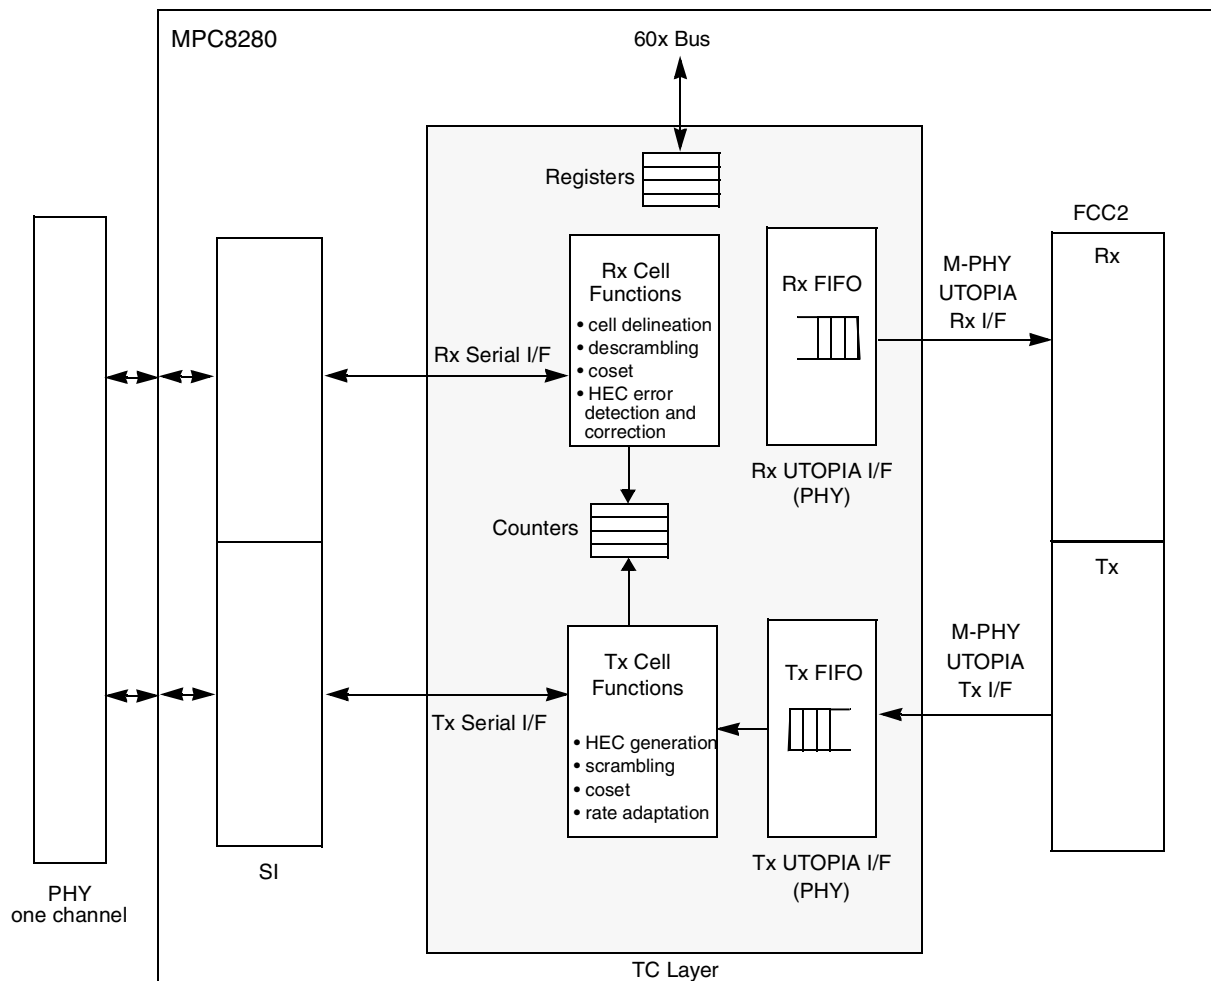 MPC8280
60x Bus
Registers
FCC2
Rx
Rx Cell
Functions
• cell delineation
• descrambling
• coset
• HEC error
detection and
correction
Rx FIFO
M-PHY
UTOPIA
Rx I/F
Rx Serial I/F
Rx UTOPIA I/F
(PHY)
Counters
Tx
Tx Cell
Functions
• HEC generation
• scrambling
• coset
• rate adaptation
Tx FIFO
M-PHY
UTOPIA
Tx I/F
Tx Serial I/F
Tx UTOPIA I/F
(PHY)
SI
PHY
one channel
TC Layer